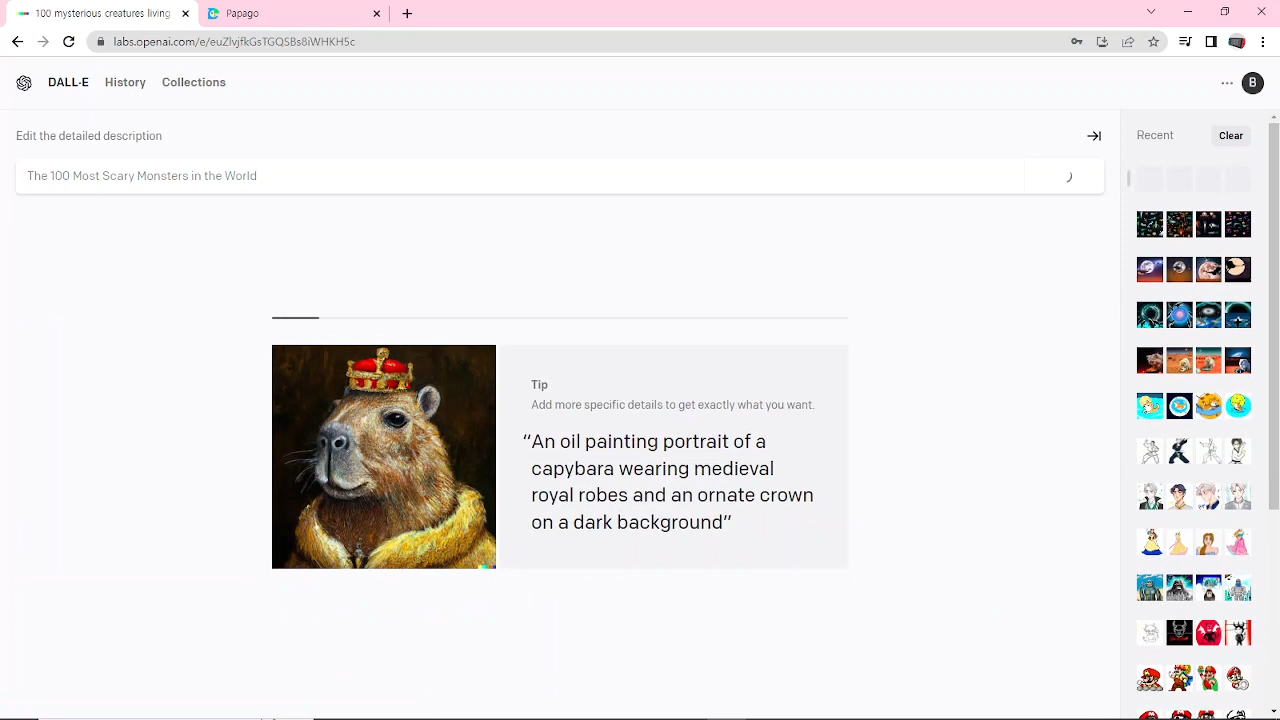 100 mysterious creatures living
Papago
labs.openai.com/e/euZlvjfkGsTGQSBs8iWHKH5c
DALL·E
History
Collections
B
Edit the detailed description
Recent
Clear
The 100 Most Scary Monsters in the World
Tip
Add more specific details to get exactly what you want.
“An oil painting portrait of a
capybara wearing medieval
royal robes and an ornate crown
on a dark background”